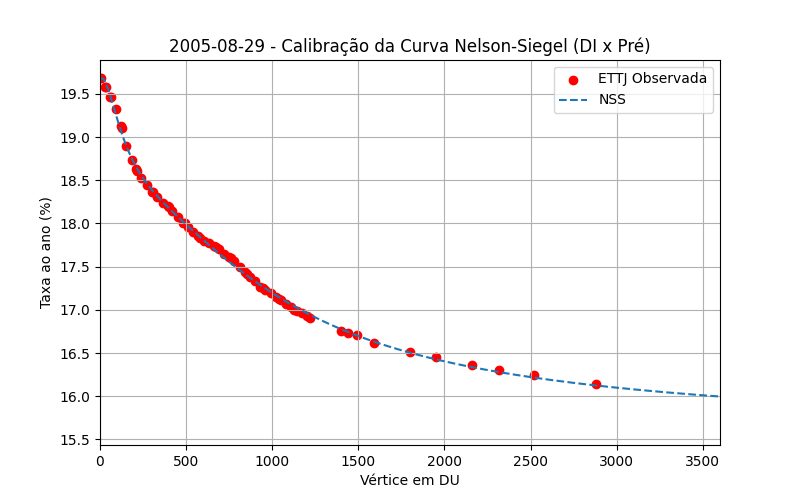 2005-08-29 - Calibração da Curva Nelson-Siegel (DI x Pré)
ETTJ Observada
NSS
Taxa ao ano (%)
19.5
19.0
18.5
18.0
17.5
17.0
16.5
16.0
15.5
0 500 1000 1500 2000 2500 3000 3500
Vértice em DU